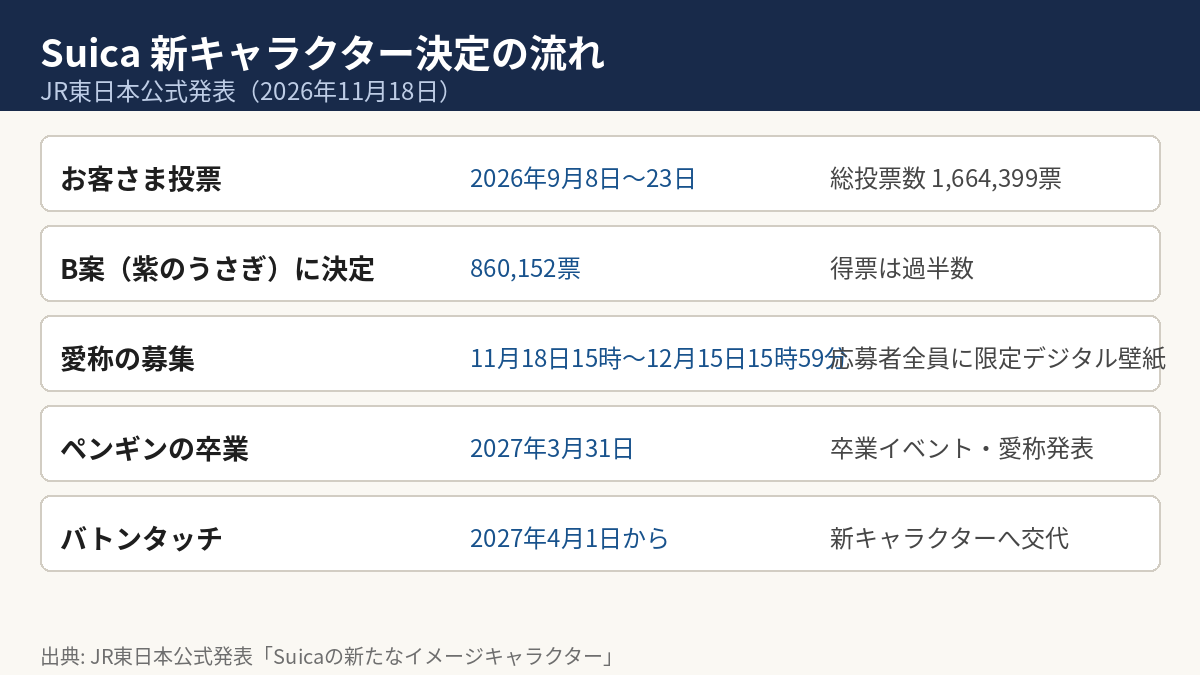 Suica 新キャラクター決定の流れ
JR東日本公式発表（2026年11月18日）
お客さま投票 2026年9月8日〜23日 総投票数 1,664,399票
B案（紫のうさぎ）に決定 860,152票 得票は過半数
愛称の募集 11月18日15時〜12月15日15時59分 応募者全員に限定デジタル壁紙
ペンギンの卒業 2027年3月31日 卒業イベント・愛称発表
バトンタッチ 2027年4月1日から 新キャラクターへ交代
出典: JR東日本公式発表「Suicaの新たなイメージキャラクター」